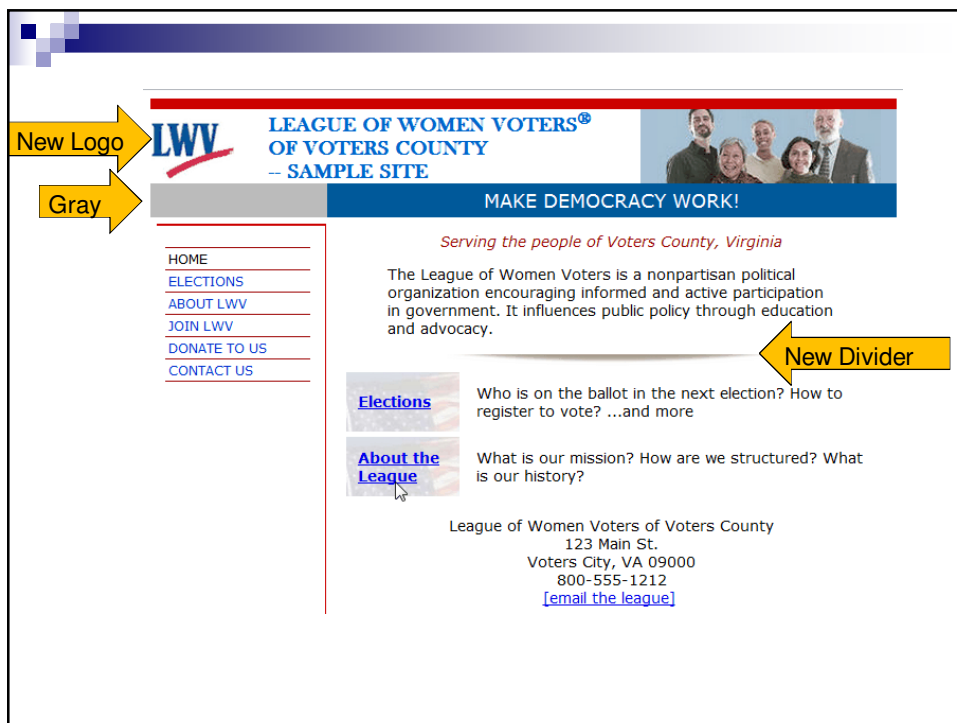 New Logo
LWV
LEAGUE OF WOMEN VOTERS®
OF VOTERS COUNTY
-- SAMPLE SITE
Gray
MAKE DEMOCRACY WORK!
HOME
ELECTIONS
ABOUT LWV
JOIN LWV
DONATE TO US
CONTACT US
Serving the people of Voters County, Virginia
The League of Women Voters is a nonpartisan political
organization encouraging informed and active participation
in government. It influences public policy through education
and advocacy.
New Divider
Elections
Who is on the ballot in the next election? How to
register to vote? ...and more
About the
League
What is our mission? How are we structured? What
is our history?
League of Women Voters of Voters County
123 Main St.
Voters City, VA 09000
800-555-1212
[email the league]